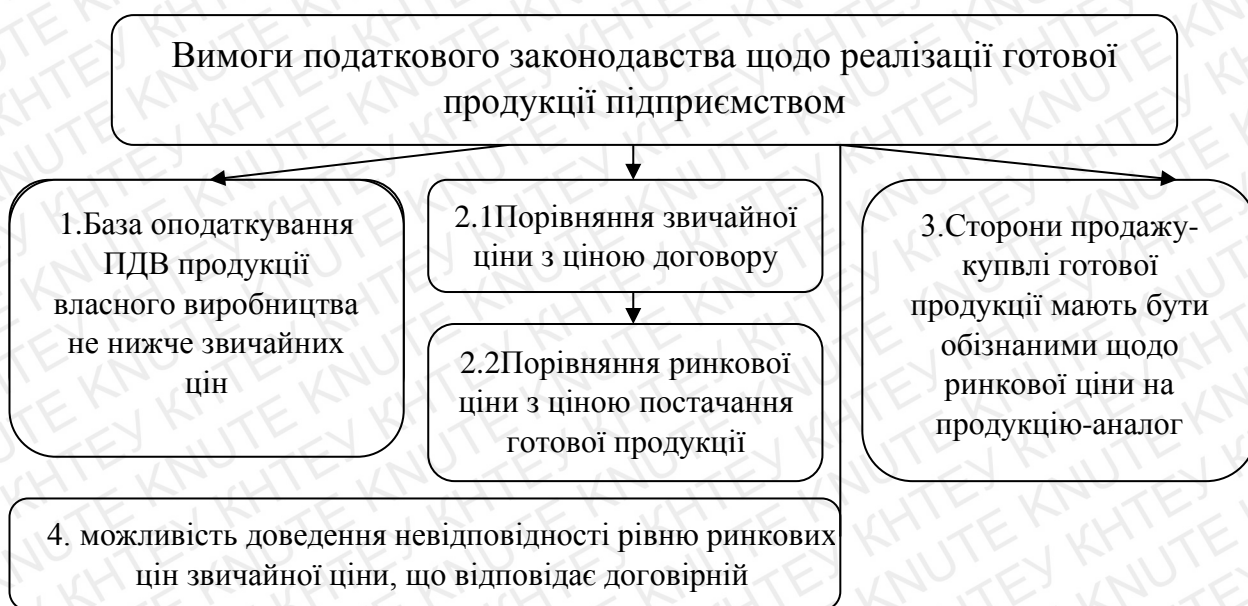 Вимоги податкового законодавства щодо реалізації готової
продукції підприємством
1.База оподаткування
ПДВ продукції
власного виробництва
не нижче звичайних
цін
2.1Порівняння звичайної
ціни з ціною договору
2.2Порівняння ринкової
ціни з ціною постачання
готової продукції
3.Сторони продажу-
купвлі готової
продукції мають бути
обізнаними щодо
ринкової ціни на
продукцію-аналог
4. можливість доведення невідповідності рівню ринкових
цін звичайної ціни, що відповідає договірній